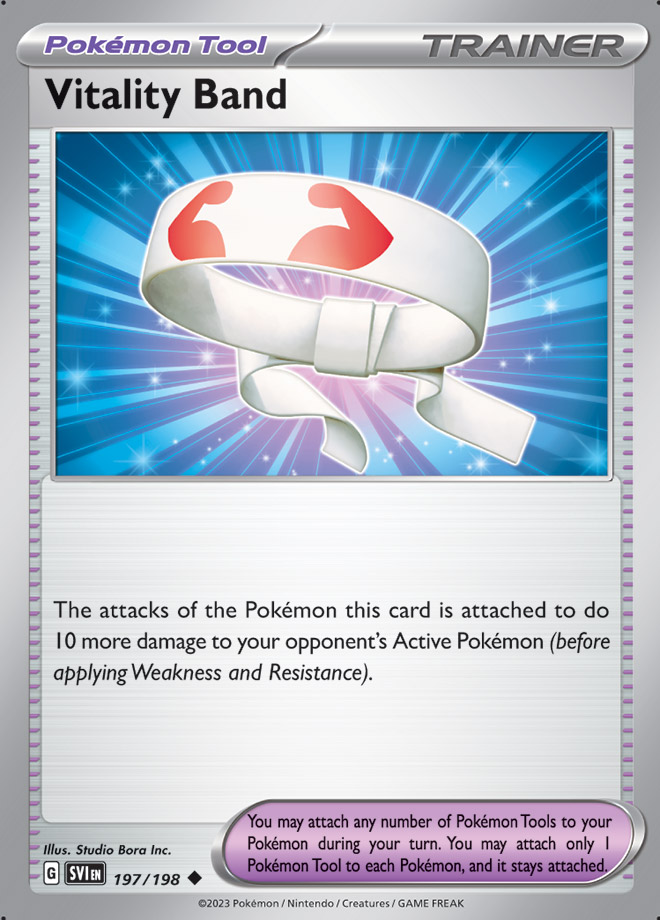 Pokémon Tool
TRAINER
Vitality Band
The attacks of the Pokémon this card is attached to do
10 more damage to your opponent's Active Pokémon (before
applying Weakness and Resistance).
You may attach any number of Pokémon Tools to your
Pokémon during your turn. You may attach only 1
Pokémon Tool to each Pokémon, and it stays attached.
Illus. Studio Bora Inc.
G SVI EN 197/198
©2023 Pokémon / Nintendo / Creatures / GAME FREAK